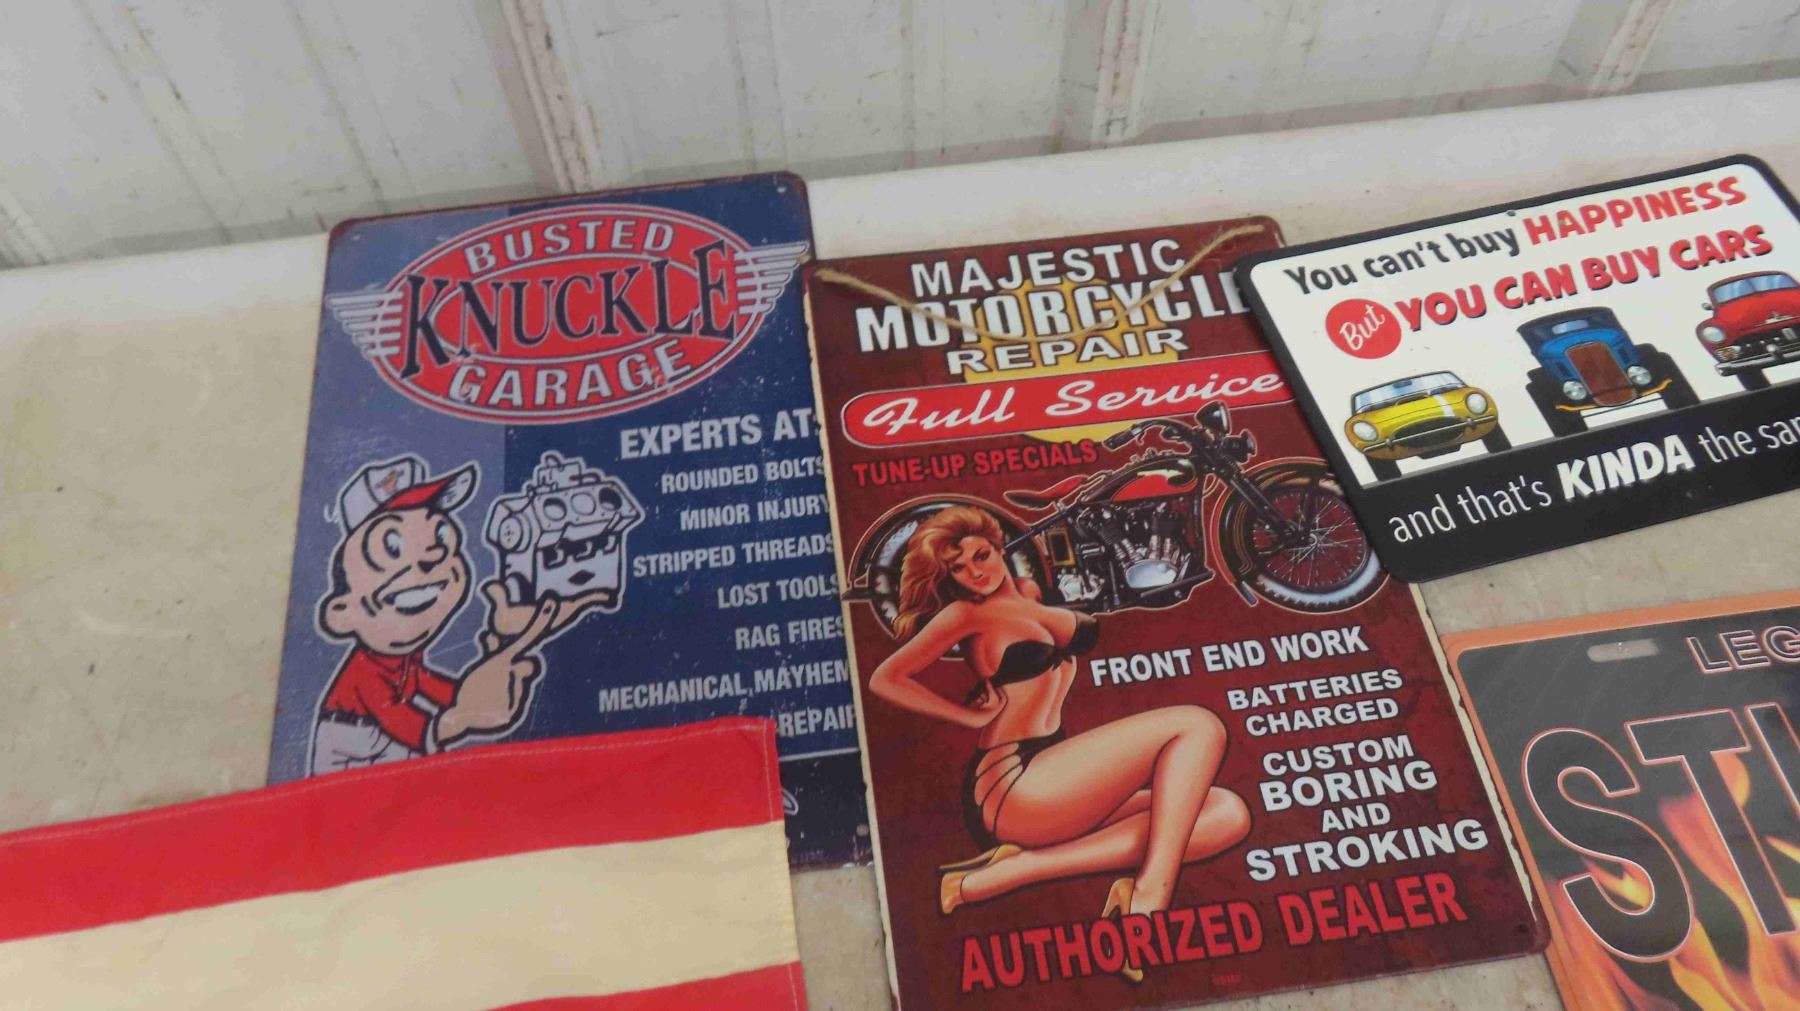 BUSTED
KNUCKLE
GARAGE
EXPERTS AT:
ROUNDED BOLTS
MINOR INJURY
STRIPPED THREADS
LOST TOOLS
RAG FIRES
MECHANICAL MAYHEM
REPAIR
MAJESTIC
MOTORCYCLE
REPAIR
Full Service
TUNE-UP SPECIALS
FRONT END WORK
BATTERIES
CHARGED
CUSTOM
BORING
AND
STROKING
AUTHORIZED DEALER
You can't buy HAPPINESS
But YOU CAN BUY CARS
and that's KINDA the sa
LEG
ST